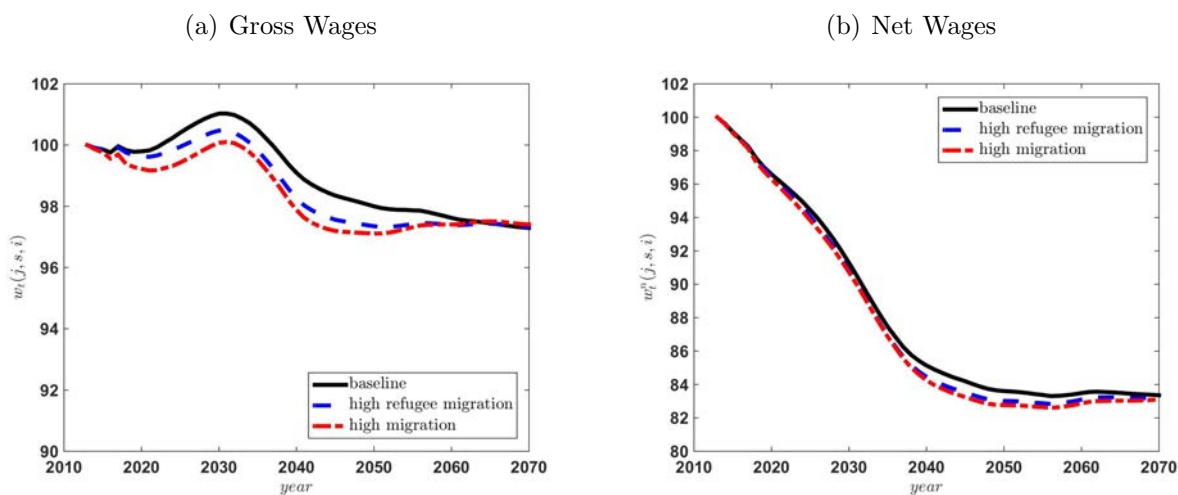 (a) Gross Wages
102
100
98
96
94
92
90
2010 2020 2030 2040 2050 2060 2070
w_t(j, s, i)
year
baseline
high refugee migration
high migration
(b) Net Wages
102
100
98
96
94
92
90
88
86
84
82
80
2010 2020 2030 2040 2050 2060 2070
w_t^n(j, s, i)
year
baseline
high refugee migration
high migration